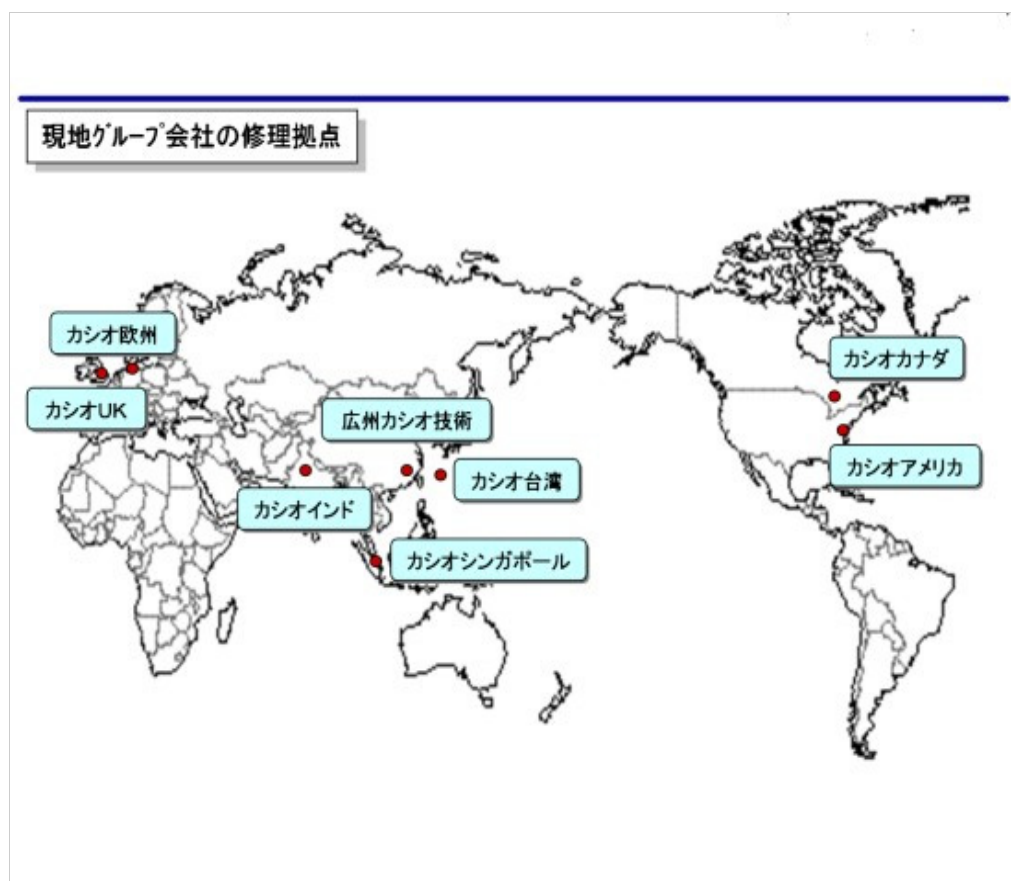 現地ｸﾞﾙｰﾌﾟ会社の修理拠点
カシオ欧州
カシオカナダ
カシオUK
広州カシオ技術
カシオ台湾
カシオアメリカ
カシオインド
カシオシンガポール